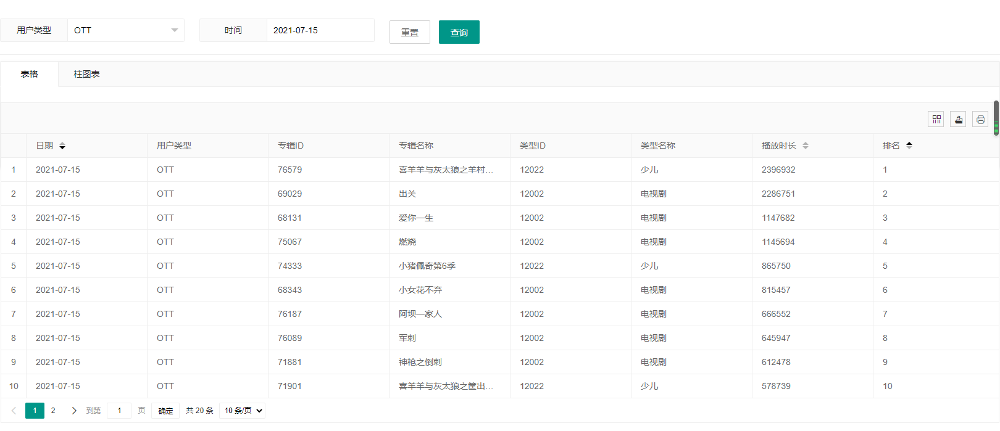 用户类型 OTT 时间 2021-07-15 重置 查询
表格 柱图表
日期 用户类型 专辑ID 专辑名称 类型ID 类型名称 播放时长 排名
1 2021-07-15 OTT 76579 喜羊羊与灰太狼之羊村... 12022 少儿 2396932 1
2 2021-07-15 OTT 69029 出关 12002 电视剧 2286751 2
3 2021-07-15 OTT 68131 爱你一生 12002 电视剧 1147682 3
4 2021-07-15 OTT 75067 燃烧 12002 电视剧 1145694 4
5 2021-07-15 OTT 74333 小猪佩奇第6季 12022 少儿 865750 5
6 2021-07-15 OTT 68343 小女花不弃 12002 电视剧 815457 6
7 2021-07-15 OTT 76187 阿坝一家人 12002 电视剧 666552 7
8 2021-07-15 OTT 76089 军刺 12002 电视剧 645947 8
9 2021-07-15 OTT 71881 神枪之倒刺 12002 电视剧 612478 9
10 2021-07-15 OTT 71901 喜羊羊与灰太狼之筐出... 12022 少儿 578739 10
1 2 到第 1 页 确定 共 20 条 10 条/页